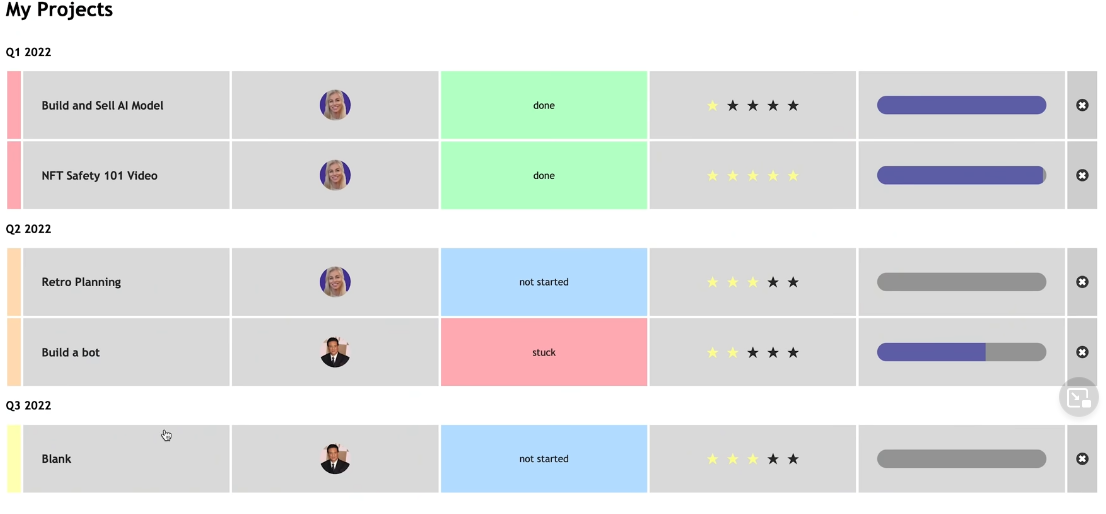 My Projects
Q1 2022
Build and Sell AI Model done
NFT Safety 101 Video done
Q2 2022
Retro Planning not started
Build a bot stuck
Q3 2022
Blank not started